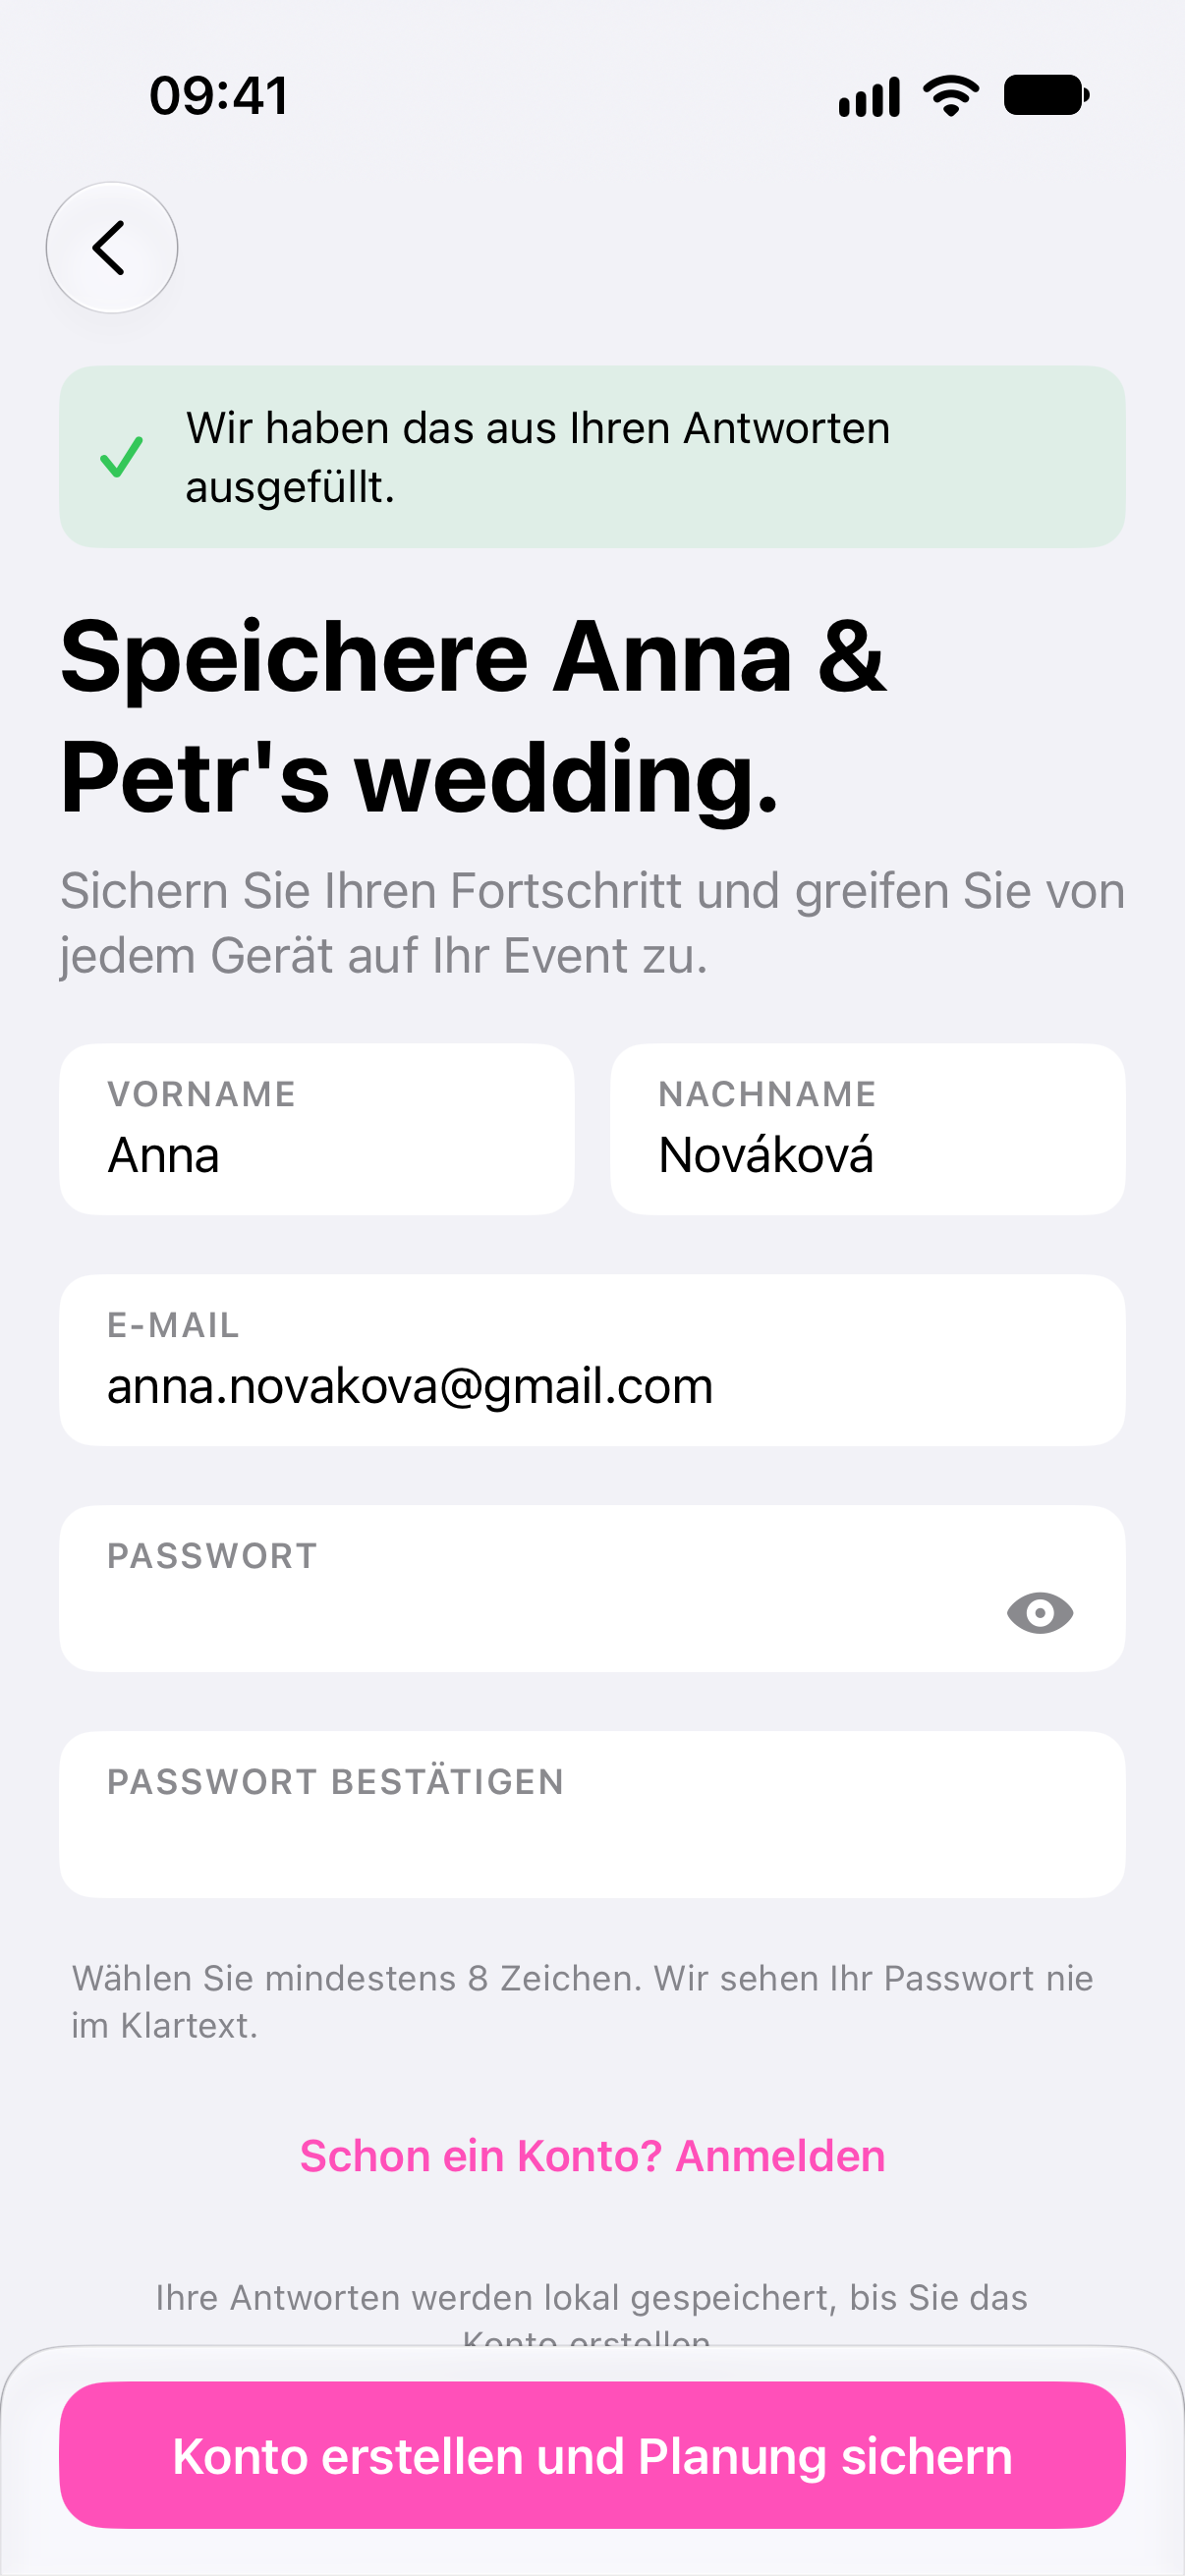 09:41
Wir haben das aus Ihren Antworten
ausgefüllt.
Speichere Anna &
Petr's wedding.
Sichern Sie Ihren Fortschritt und greifen Sie von
jedem Gerät auf Ihr Event zu.
VORNAME
Anna
NACHNAME
Nováková
E-MAIL
anna.novakova@gmail.com
PASSWORT
PASSWORT BESTÄTIGEN
Wählen Sie mindestens 8 Zeichen. Wir sehen Ihr Passwort nie
im Klartext.
Schon ein Konto? Anmelden
Ihre Antworten werden lokal gespeichert, bis Sie das
Konto erstellen.
Konto erstellen und Planung sichern